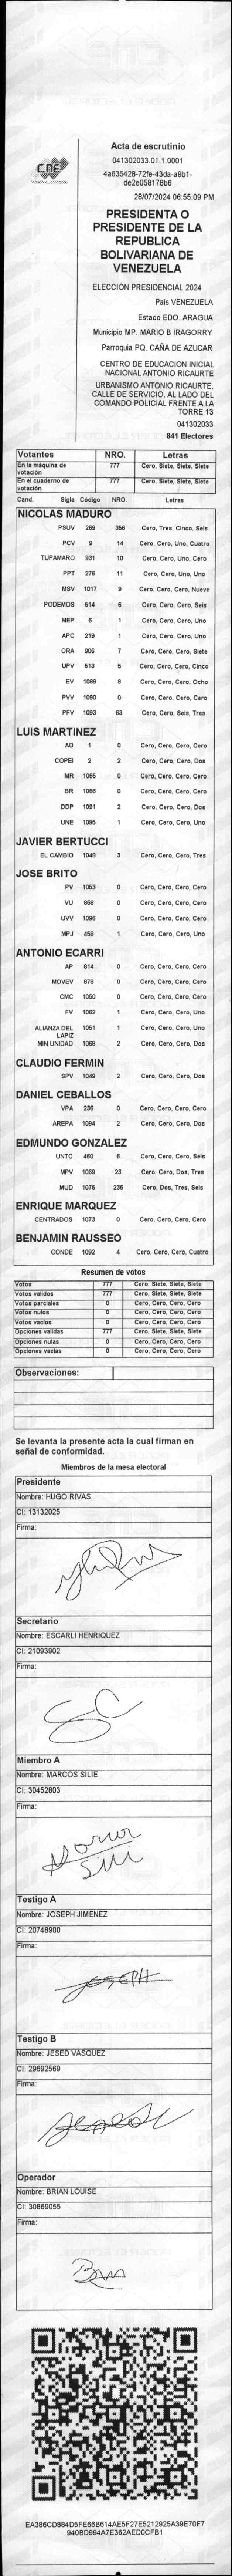 CNE
Acta de escrutinio
041302033.01.1.0001
4a635428-72fe-43da-a9b1-
de2e058178b6
28/07/2024 06:55:09 PM
PRESIDENTA O
PRESIDENTE DE LA
REPUBLICA
BOLIVARIANA DE
VENEZUELA
ELECCIÓN PRESIDENCIAL 2024
Pais VENEZUELA
Estado EDO. ARAGUA
Municipio MP. MARIO B IRAGORRY
Parroquia PQ. CAÑA DE AZUCAR
CENTRO DE EDUCACION INICIAL
NACIONAL ANTONIO RICAURTE
URBANISMO ANTONIO RICAURTE.
CALLE DE SERVICIO, AL LADO DEL
COMANDO POLICIAL FRENTE A LA
TORRE 13
041302033
841 Electores
Votantes NRO. Letras
En la máquina de votación 777 Cero, Siete, Siete, Siete
En el cuaderno de votación 777 Cero, Siete, Siete, Siete
Cand. Sigla Código NRO. Letras
NICOLAS MADURO
PSUV 269 356 Cero, Tres, Cinco, Seis
PCV 9 14 Cero, Cero, Uno, Cuatro
TUPAMARO 931 10 Cero, Cero, Uno, Cero
PPT 276 11 Cero, Cero, Uno, Uno
MSV 1017 9 Cero, Cero, Cero, Nueve
PODEMOS 514 6 Cero, Cero, Cero, Seis
MEP 6 1 Cero, Cero, Cero, Uno
APC 219 1 Cero, Cero, Cero, Uno
ORA 906 7 Cero, Cero, Cero, Siete
UPV 513 5 Cero, Cero, Cero, Cinco
EV 1089 8 Cero, Cero, Cero, Ocho
PVV 1090 0 Cero, Cero, Cero, Cero
PFV 1093 63 Cero, Cero, Seis, Tres
LUIS MARTINEZ
AD 1 0 Cero, Cero, Cero, Cero
COPEI 2 2 Cero, Cero, Cero, Dos
MR 1065 0 Cero, Cero, Cero, Cero
BR 1066 0 Cero, Cero, Cero, Cero
DDP 1091 2 Cero, Cero, Cero, Dos
UNE 1095 1 Cero, Cero, Cero, Uno
JAVIER BERTUCCI
EL CAMBIO 1048 3 Cero, Cero, Cero, Tres
JOSE BRITO
PV 1053 0 Cero, Cero, Cero, Cero
VU 868 0 Cero, Cero, Cero, Cero
UVV 1096 0 Cero, Cero, Cero, Cero
MPJ 458 1 Cero, Cero, Cero, Uno
ANTONIO ECARRI
AP 814 0 Cero, Cero, Cero, Cero
MOVEV 878 0 Cero, Cero, Cero, Cero
CMC 1050 0 Cero, Cero, Cero, Cero
FV 1062 1 Cero, Cero, Cero, Uno
ALIANZA DEL LAPIZ 1051 1 Cero, Cero, Cero, Uno
MIN UNIDAD 1068 2 Cero, Cero, Cero, Dos
CLAUDIO FERMIN
SPV 1049 2 Cero, Cero, Cero, Dos
DANIEL CEBALLOS
VPA 236 0 Cero, Cero, Cero, Cero
AREPA 1094 2 Cero, Cero, Cero, Dos
EDMUNDO GONZALEZ
UNTC 460 6 Cero, Cero, Cero, Seis
MPV 1069 23 Cero, Cero, Dos, Tres
MUD 1075 236 Cero, Dos, Tres, Seis
ENRIQUE MARQUEZ
CENTRADOS 1073 0 Cero, Cero, Cero, Cero
BENJAMIN RAUSSEO
CONDE 1092 4 Cero, Cero, Cero, Cuatro
Resumen de votos
Votos 777 Cero, Siete, Siete, Siete
Votos validos 777 Cero, Siete, Siete, Siete
Votos parciales 0 Cero, Cero, Cero, Cero
Votos nulos 0 Cero, Cero, Cero, Cero
Votos vacios 0 Cero, Cero, Cero, Cero
Opciones validas 777 Cero, Siete, Siete, Siete
Opciones nulas 0 Cero, Cero, Cero, Cero
Opciones vacias 0 Cero, Cero, Cero, Cero
Observaciones:
Se levanta la presente acta la cual firman en
señal de conformidad.
Miembros de la mesa electoral
Presidente
Nombre: HUGO RIVAS
CI: 13132025
Firma:
Secretario
Nombre: ESCARLI HENRIQUEZ
CI: 21093902
Firma:
Miembro A
Nombre: MARCOS SILIE
CI: 30452803
Firma:
Testigo A
Nombre: JOSEPH JIMENEZ
CI: 20748900
Firma:
JOSEPH
Testigo B
Nombre: JESED VASQUEZ
CI: 29692569
Firma:
Operador
Nombre: BRIAN LOUISE
CI: 30869055
Firma:
EA386CD884D5FE66B614AE5F27E5212925A39E70F7
940BD994A7E362AED0CFB1